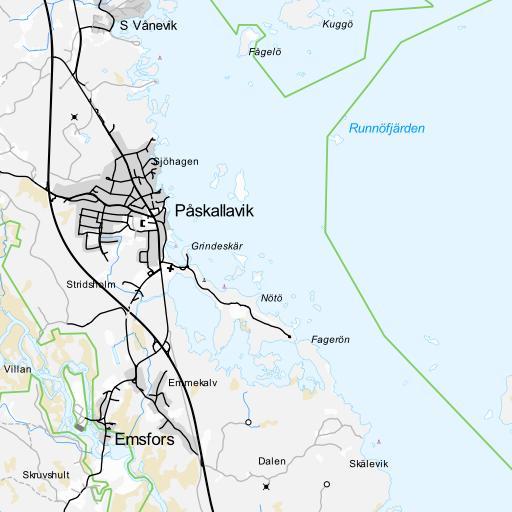 S Vånevik
Kuggö
Fågelö
Runnöfjärden
Sjöhagen
Påskallavik
Grindeskär
Stridsholm
Nötö
Fagerön
Villan
Emmekalv
Emsfors
Dalen
Skälevik
Skruvshult